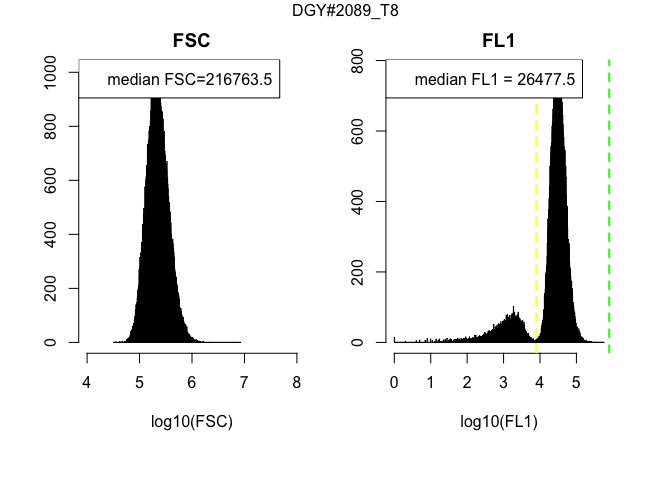 DGY#2089_T8
FSC
median FSC=216763.5
0 200 400 600 800 1000
4 5 6 7 8
log10(FSC)
FL1
median FL1 = 26477.5
0 200 400 600 800
0 1 2 3 4 5
log10(FL1)